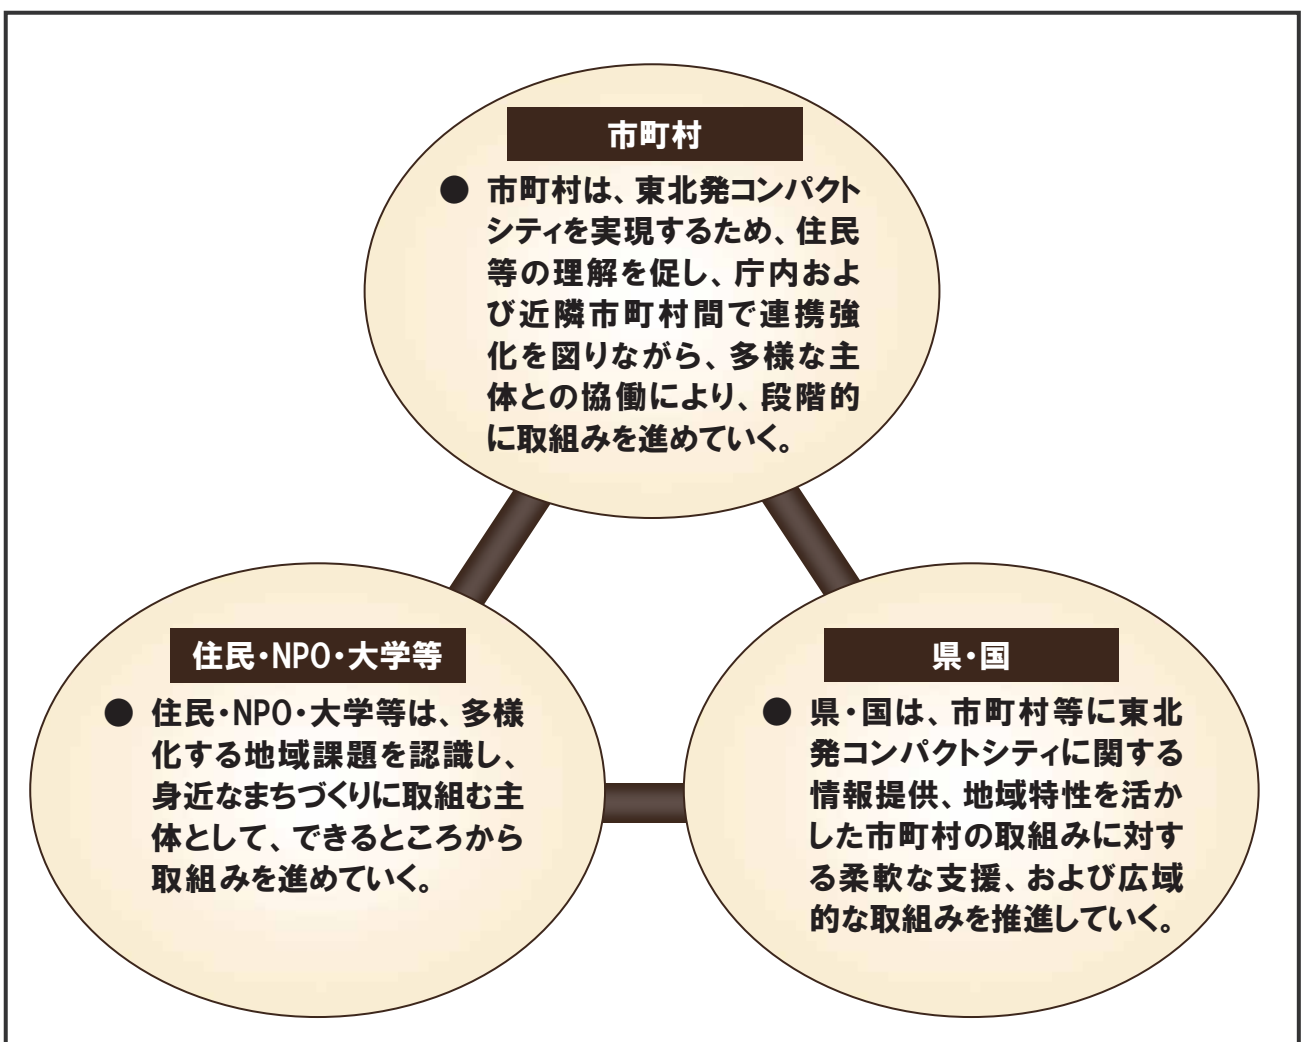 市町村
● 市町村は、東北発コンパクト
シティを実現するため、住民
等の理解を促し、庁内およ
び近隣市町村間で連携強
化を図りながら、多様な主
体との協働により、段階的
に取組みを進めていく。
住民・NPO・大学等
● 住民・NPO・大学等は、多様
化する地域課題を認識し、
身近なまちづくりに取組む主
体として、できるところから
取組みを進めていく。
県・国
● 県・国は、市町村等に東北
発コンパクトシティに関する
情報提供、地域特性を活か
した市町村の取組みに対す
る柔軟な支援、および広域
的な取組みを推進していく。